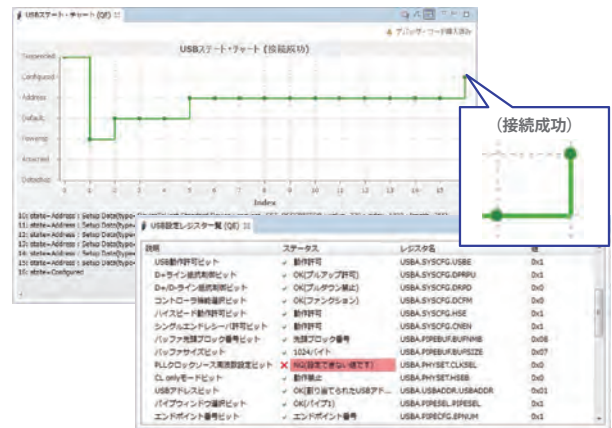 USBステート・チャート (QE)
USBステート・チャート (接続成功)
Suspended
Configured
Address
Default
Powered
Attached
Detached
0 0 2 3 4 5 6 7 8 9 10 11 12 13 14 15
Index
(接続成功)
10: state=Address : Setup Data(type=
11: state=Address : Setup Data(type=
12: state=Address : Setup Data(type=
13: state=Address : Setup Data(type=
14: state=Address : Setup Data(type=
15: state=Address : Setup Data(type=
16: state=Configured
USB設定レジスター覧 (QE)
説明 ステータス レジスタ名 値
USB動作許可ビット 動作許可 USBA.SYSCFG.USBE 0x1
D+ライン抵抗制御ビット OK(プルアップ許可) USBA.SYSCFG.DPRPU 0x1
D+/D-ライン抵抗制御ビット OK(プルダウン禁止) USBA.SYSCFG.DRPD 0x0
コントローラ機能選択ビット OK(ファンクション) USBA.SYSCFG.DCFM 0x0
ハイスピード動作許可ビット 動作許可 USBA.SYSCFG.HSE 0x1
シングルエンドレシーバ許可ビット 動作許可 USBA.SYSCFG.CNEN 0x1
バッファ先頭ブロック番号ビット 先頭ブロック番号 USBA.PIPEBUF.BUFNMB 0x08
バッファサイズビット 1024バイト USBA.PIPEBUF.BUFSIZE 0x07
PLLクロックソース周波数設定ビット NG(設定できない値です) USBA.PHYSET.CLKSEL 0x0
CL onlyモードビット 動作禁止 USBA.PHYSET.HSEB 0x0
USBアドレスビット OK(割り当てられたUSBアド... USBA.USBADDR.USBADDR 0x01
パイプウィンドウ選択ビット OK(パイプ1) USBA.PIPESEL.PIPESEL 0x1
エンドポイント番号ビット エンドポイント番号 USBA.PIPECFG.EPNUM 0x1